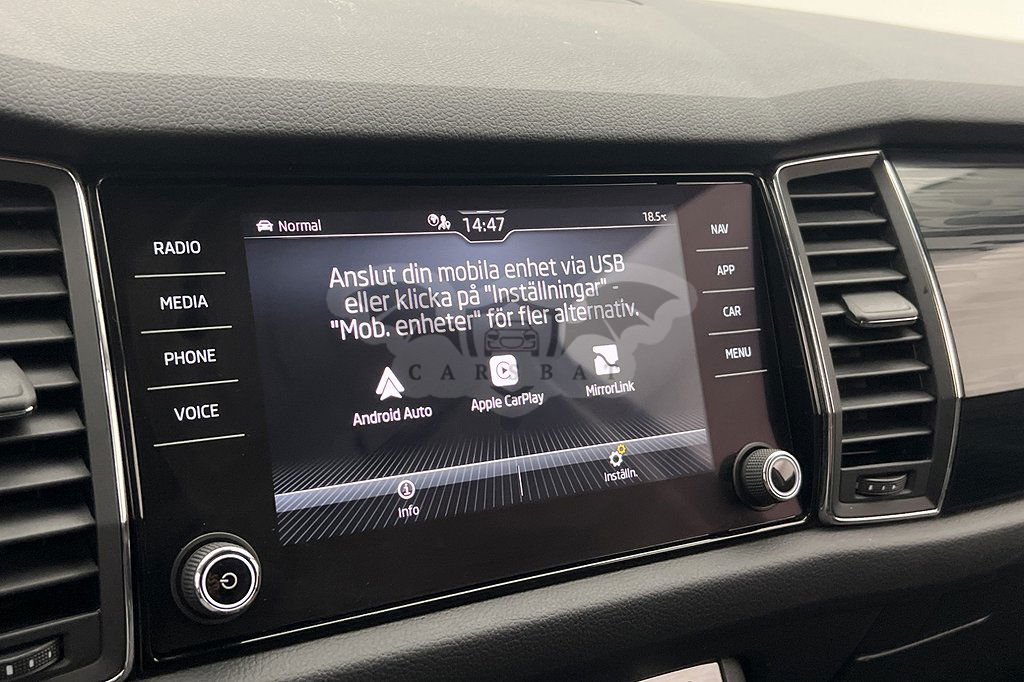 RADIO
MEDIA
PHONE
VOICE
Normal
14:47
18.5°C
Anslut din mobila enhet via USB
eller klicka på "Inställningar" -
"Mob. enheter" för fler alternativ.
CARSBAY
Android Auto
Apple CarPlay
MirrorLink
Info
Inställn.
NAV
APP
CAR
MENU